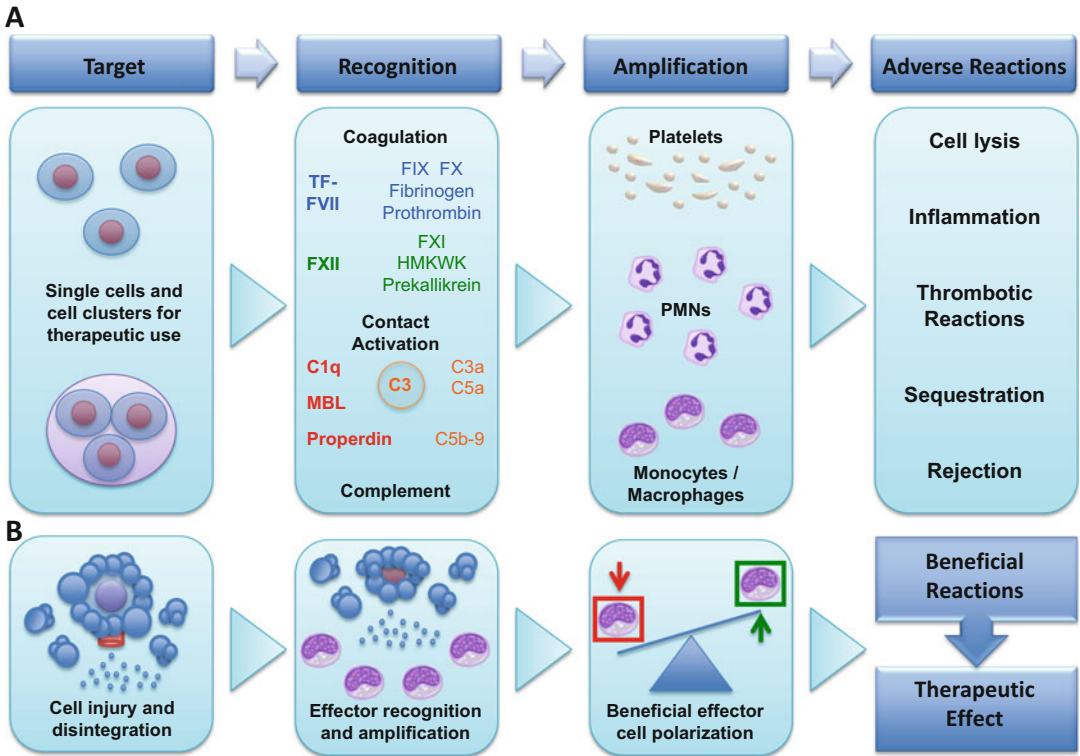 A
Target
Recognition
Amplification
Adverse Reactions
Single cells and
cell clusters for
therapeutic use
Coagulation
TF-
FVII
FIX FX
Fibrinogen
Prothrombin
FXII
FXI
HMKWK
Prekallikrein
Contact
Activation
C1q
MBL
Properdin
C3
C3a
C5a
C5b-9
Complement
Platelets
PMNs
Monocytes /
Macrophages
Cell lysis
Inflammation
Thrombotic
Reactions
Sequestration
Rejection
B
Cell injury and
disintegration
Effector recognition
and amplification
Beneficial effector
cell polarization
Beneficial
Reactions
Therapeutic
Effect